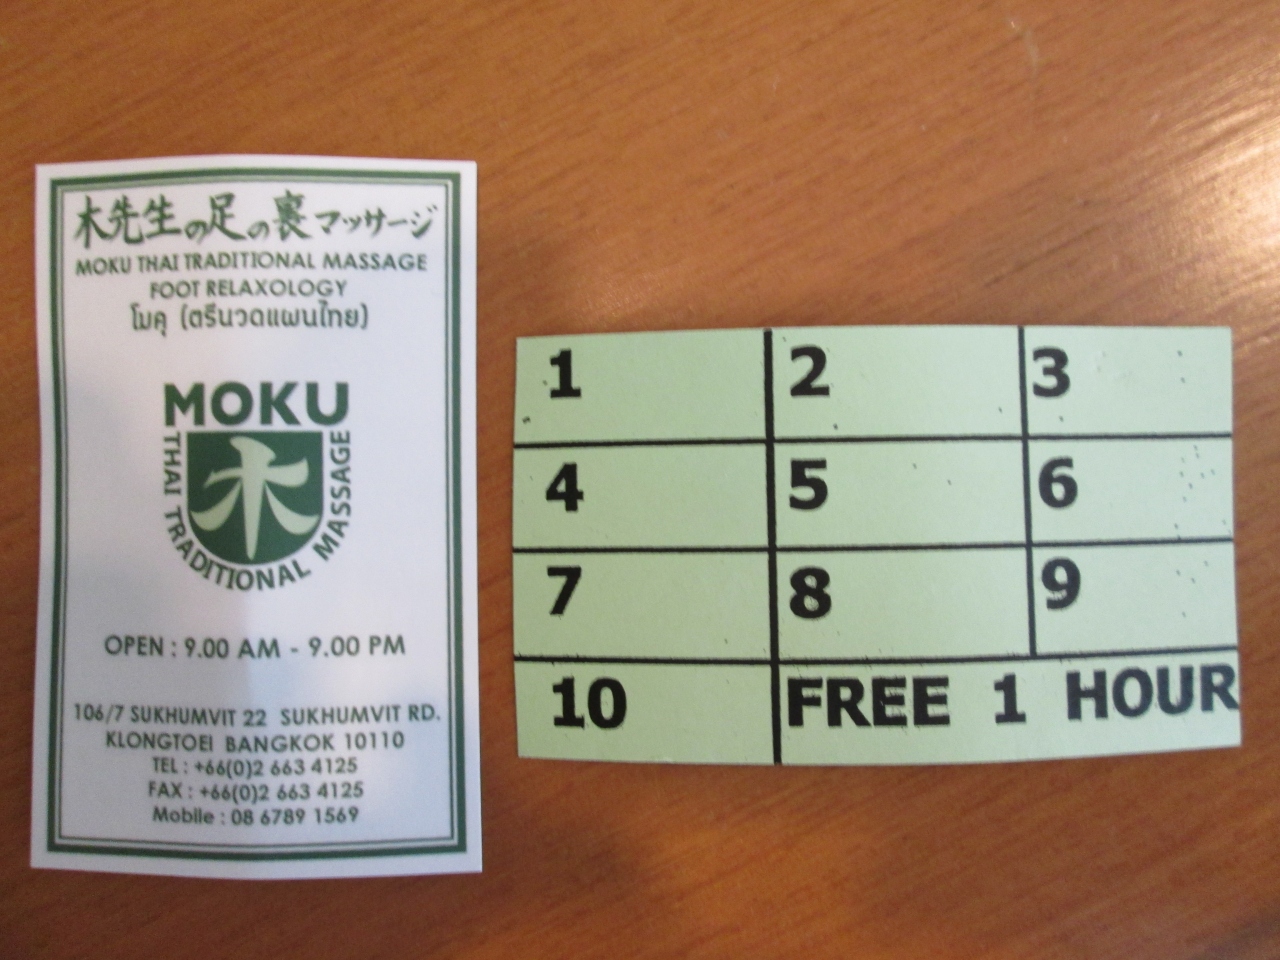 木先生の足の裏マッサージ
MOKU THAI TRADITIONAL MASSAGE
FOOT RELAXOLOGY
โมคุ (ตรีนวดแผนไทย)
MOKU
THAI TRADITIONAL MASSAGE
木
OPEN : 9.00 AM - 9.00 PM
106/7 SUKHUMVIT 22 SUKHUMVIT RD.
KLONGTOEI BANGKOK 10110
TEL : +66(0)2 663 4125
FAX : +66(0)2 663 4125
Mobile : 08 6789 1569
1 2 3
4 5 6
7 8 9
10 FREE 1 HOUR